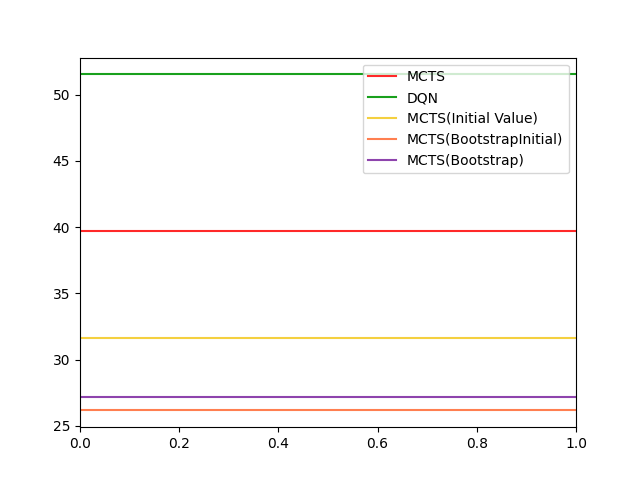 50
45
40
35
30
25
0.0 0.2 0.4 0.6 0.8 1.0
MCTS
DQN
MCTS(Initial Value)
MCTS(BootstrapInitial)
MCTS(Bootstrap)